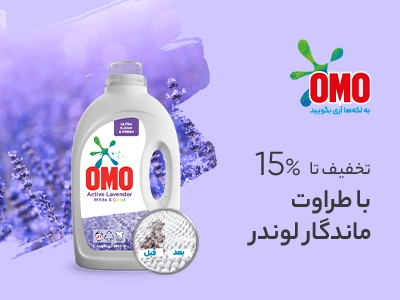 OMO
به لکه‌ها آری بگویید
تخفیف تا 15%
با طراوت
ماندگار لوندر
ULTRA
CLEAN
& FRESH
OMO
Active Lavender
White & Color
قبل
بعد